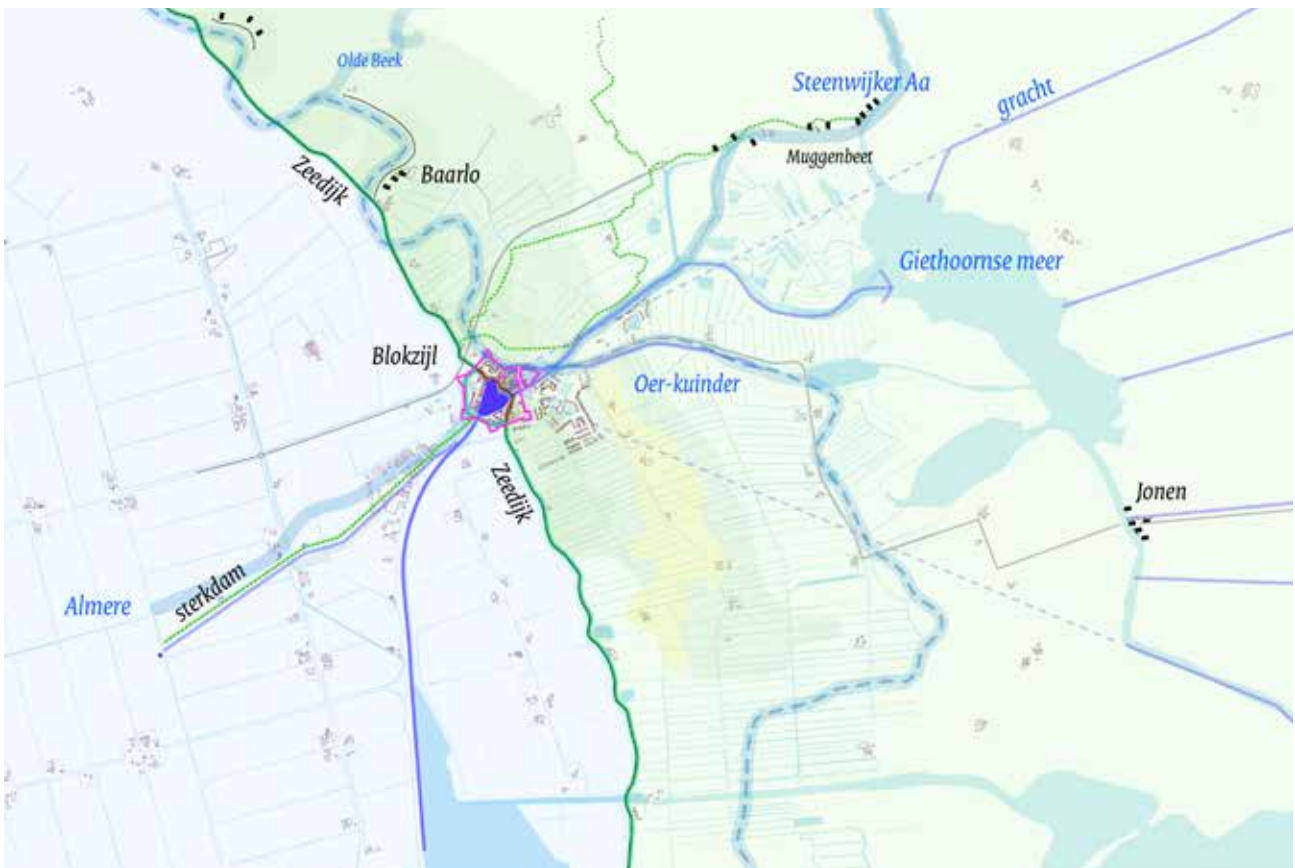 Olde Beek
Steenwijker Aa
gracht
Muggenbeet
Zeedijk
Baarlo
Giethoornse meer
Blokzijl
Oer-kuinder
Zeedijk
Jonen
sterkdam
Almere